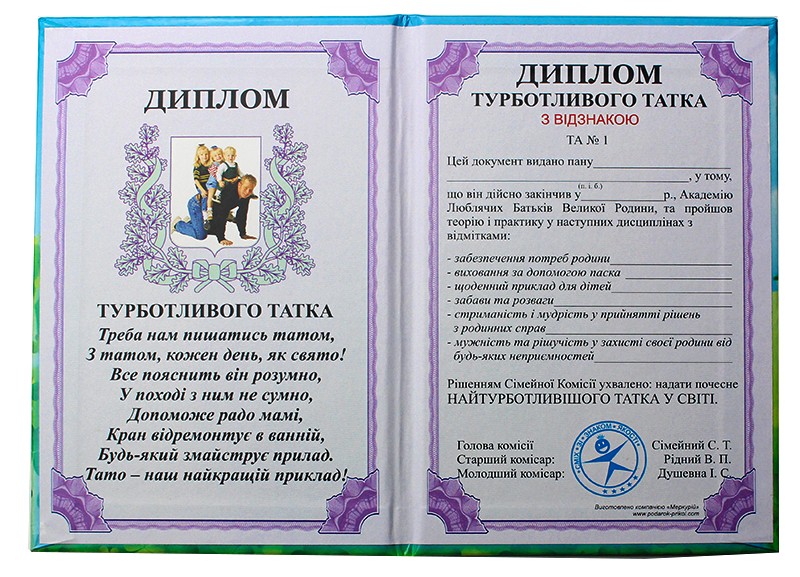 ДИПЛОМ
ТУРБОТЛИВОГО ТАТКА
Треба нам пишатись татом,
З татом, кожен день, як свято!
Все пояснить він розумно,
У поході з ним не сумно,
Допоможе радо мамі,
Кран відремонтує в ванній,
Будь-який змайструє прилад.
Тато – наш найкращій приклад!
ДИПЛОМ
ТУРБОТЛИВОГО ТАТКА
З ВІДЗНАКОЮ
ТА № 1
Цей документ видано пану
, у тому,
(п. і. б.)
що він дійсно закінчив у р., Академію
Люблячих Батьків Великої Родини, та пройшов
теорію і практику у наступних дисциплінах з
відмітками:
- забезпечення потреб родини
- виховання за допомогою паска
- щоденний приклад для дітей
- забави та розваги
- стриманість і мудрість у прийнятті рішень
з родинних справ
- мужність та рішучість у захисті своєї родини від
будь-яких неприємностей
Рішенням Сімейної Комісії ухвалено: надати почесне
НАЙТУРБОТЛИВІШОГО ТАТКА У СВІТІ.
Голова комісії Сімейний С. Т.
Старший комісар: Рідний В. П.
Молодший комісар: Душевна І. С.
СМІХ ЗІ ЗНАКОМ ЯКОСТІ
Виготовлено компанією «Меркурій»
www.podarok-prikol.com